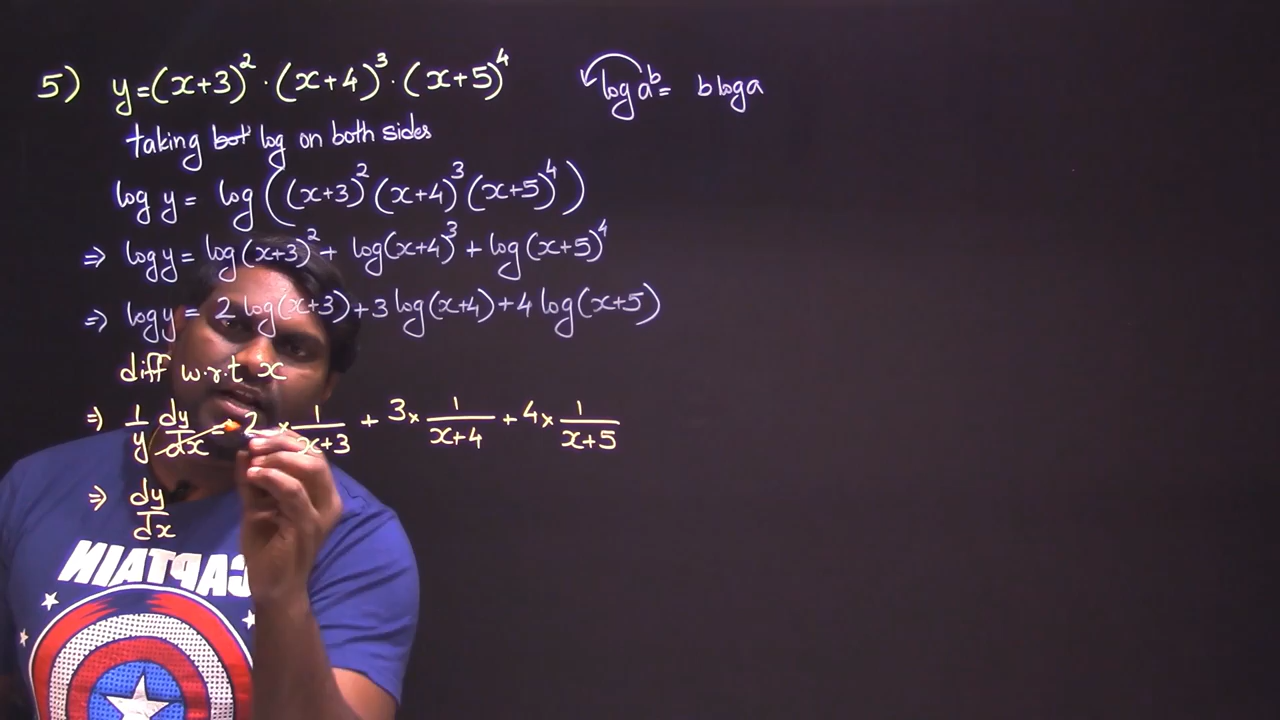 5) y=(x+3)²·(x+4)³·(x+5)⁴
log aᵇ= b log a
taking bot log on both sides
log y= log((x+3)²(x+4)³(x+5)⁴)
⇒ log y= log(x+3)²+ log(x+4)³+log(x+5)⁴
⇒ log y= 2 log(x+3)+3 log(x+4)+4 log(x+5)
diff w.r.t x
⇒ 1/y dy/dx = 2 × 1/(x+3) + 3× 1/(x+4) + 4× 1/(x+5)
⇒ dy/dx
CAPTAIN